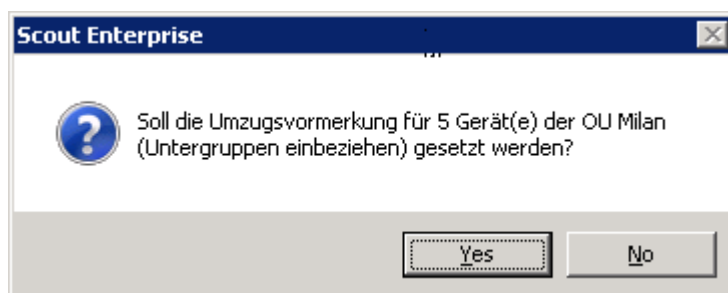 Scout Enterprise
Soll die Umzugsvormerkung für 5 Gerät(e) der OU Milan
(Untergruppen einbeziehen) gesetzt werden?
Yes
No